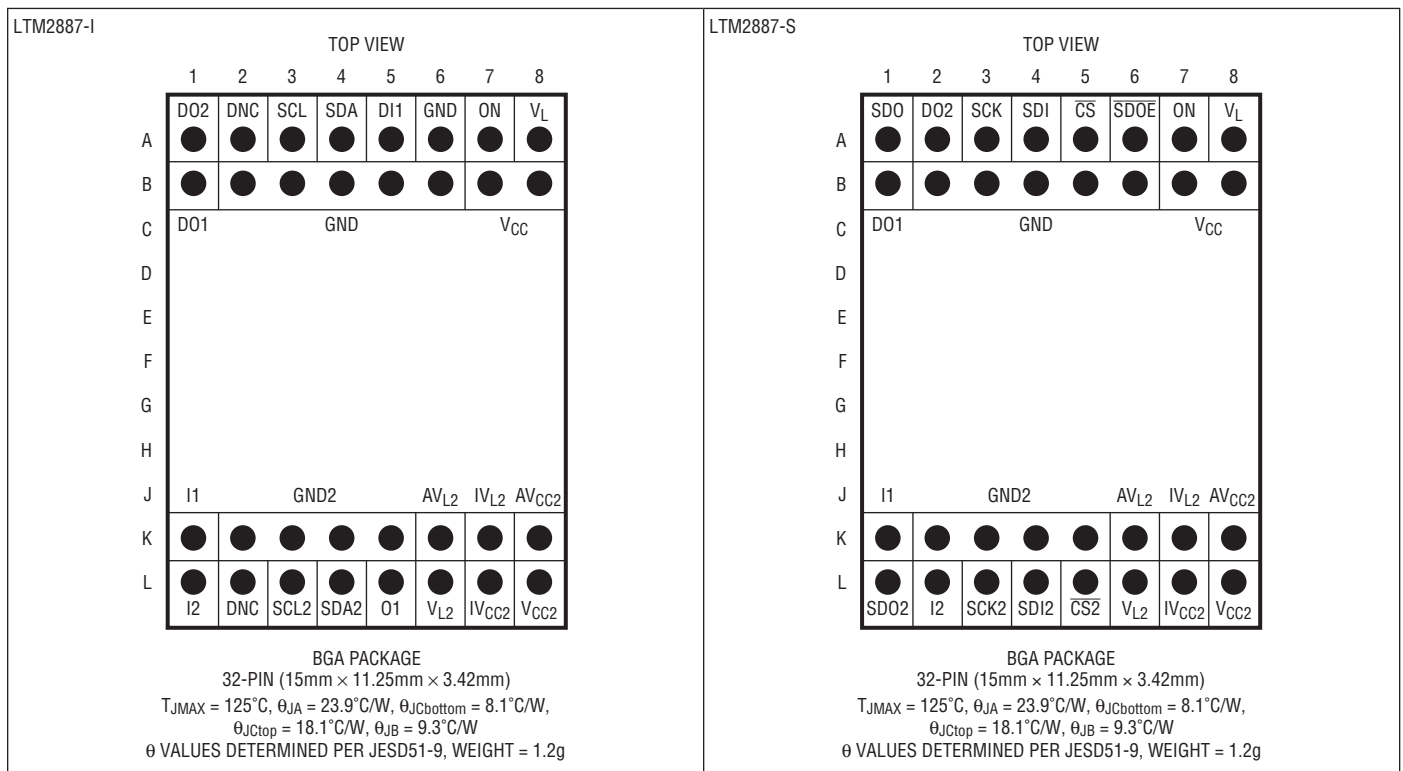 LTM2887-I
TOP VIEW
1 2 3 4 5 6 7 8
DO2 DNC SCL SDA DI1 GND ON VL
A
B
C DO1 GND VCC
D
E
F
G
H
J I1 GND2 AVL2 IVL2 AVCC2
K
L
I2 DNC SCL2 SDA2 O1 VL2 IVCC2 VCC2
BGA PACKAGE
32-PIN (15mm × 11.25mm × 3.42mm)
TJMAX = 125°C, θJA = 23.9°C/W, θJCbottom = 8.1°C/W,
θJCtop = 18.1°C/W, θJB = 9.3°C/W
θ VALUES DETERMINED PER JESD51-9, WEIGHT = 1.2g
LTM2887-S
TOP VIEW
1 2 3 4 5 6 7 8
SDO DO2 SCK SDI C̅S̅ S̅D̅O̅E̅ ON VL
A
B
C DO1 GND VCC
D
E
F
G
H
J I1 GND2 AVL2 IVL2 AVCC2
K
L
SDO2 I2 SCK2 SDI2 C̅S̅2̅ VL2 IVCC2 VCC2
BGA PACKAGE
32-PIN (15mm × 11.25mm × 3.42mm)
TJMAX = 125°C, θJA = 23.9°C/W, θJCbottom = 8.1°C/W,
θJCtop = 18.1°C/W, θJB = 9.3°C/W
θ VALUES DETERMINED PER JESD51-9, WEIGHT = 1.2g